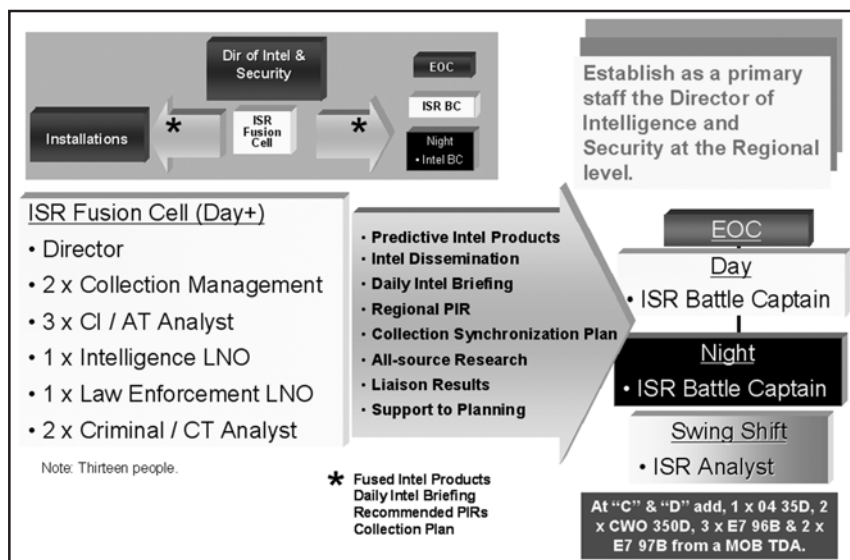 Dir of Intel &
Security
EOC
ISR BC
Night
• Intel BC
Installations
*
ISR
Fusion
Cell
*
Establish as a primary
staff the Director of
Intelligence and
Security at the Regional
level.
ISR Fusion Cell (Day+)
• Director
• 2 x Collection Management
• 3 x CI / AT Analyst
• 1 x Intelligence LNO
• 1 x Law Enforcement LNO
• 2 x Criminal / CT Analyst
Note: Thirteen people.
• Predictive Intel Products
• Intel Dissemination
• Daily Intel Briefing
• Regional PIR
• Collection Synchronization Plan
• All-source Research
• Liaison Results
• Support to Planning
* Fused Intel Products
Daily Intel Briefing
Recommended PIRs
Collection Plan
EOC
Day
• ISR Battle Captain
Night
• ISR Battle Captain
Swing Shift
• ISR Analyst
At “C” & “D” add, 1 x 04 35D, 2
x CWO 350D, 3 x E7 96B & 2 x
E7 97B from a MOB TDA.